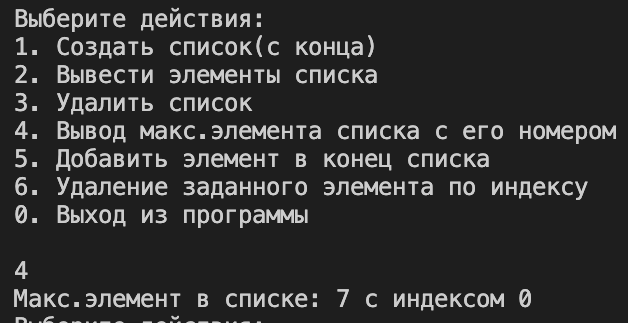 Выберите действия:
1. Создать список(с конца)
2. Вывести элементы списка
3. Удалить список
4. Вывод макс.элемента списка с его номером
5. Добавить элемент в конец списка
6. Удаление заданного элемента по индексу
0. Выход из программы
4
Макс.элемент в списке: 7 с индексом 0
Выберите действия: